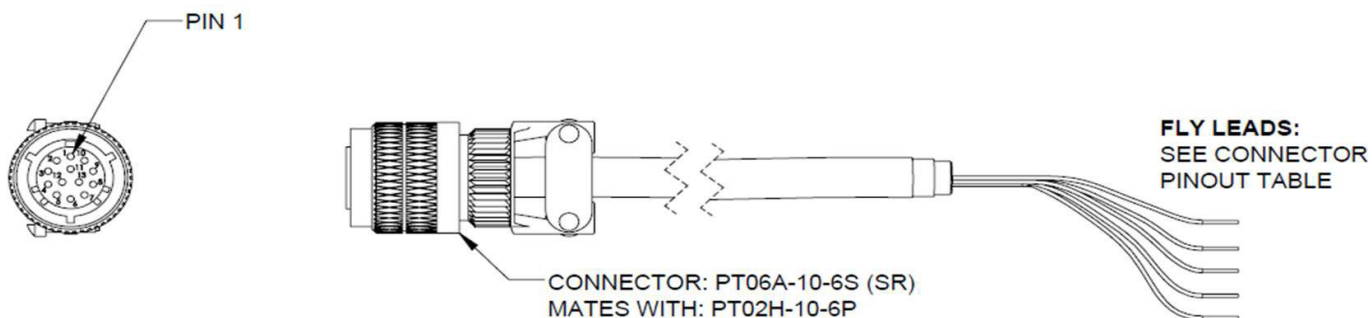 PIN 1
FLY LEADS:
SEE CONNECTOR
PINOUT TABLE
CONNECTOR: PT06A-10-6S (SR)
MATES WITH: PT02H-10-6P